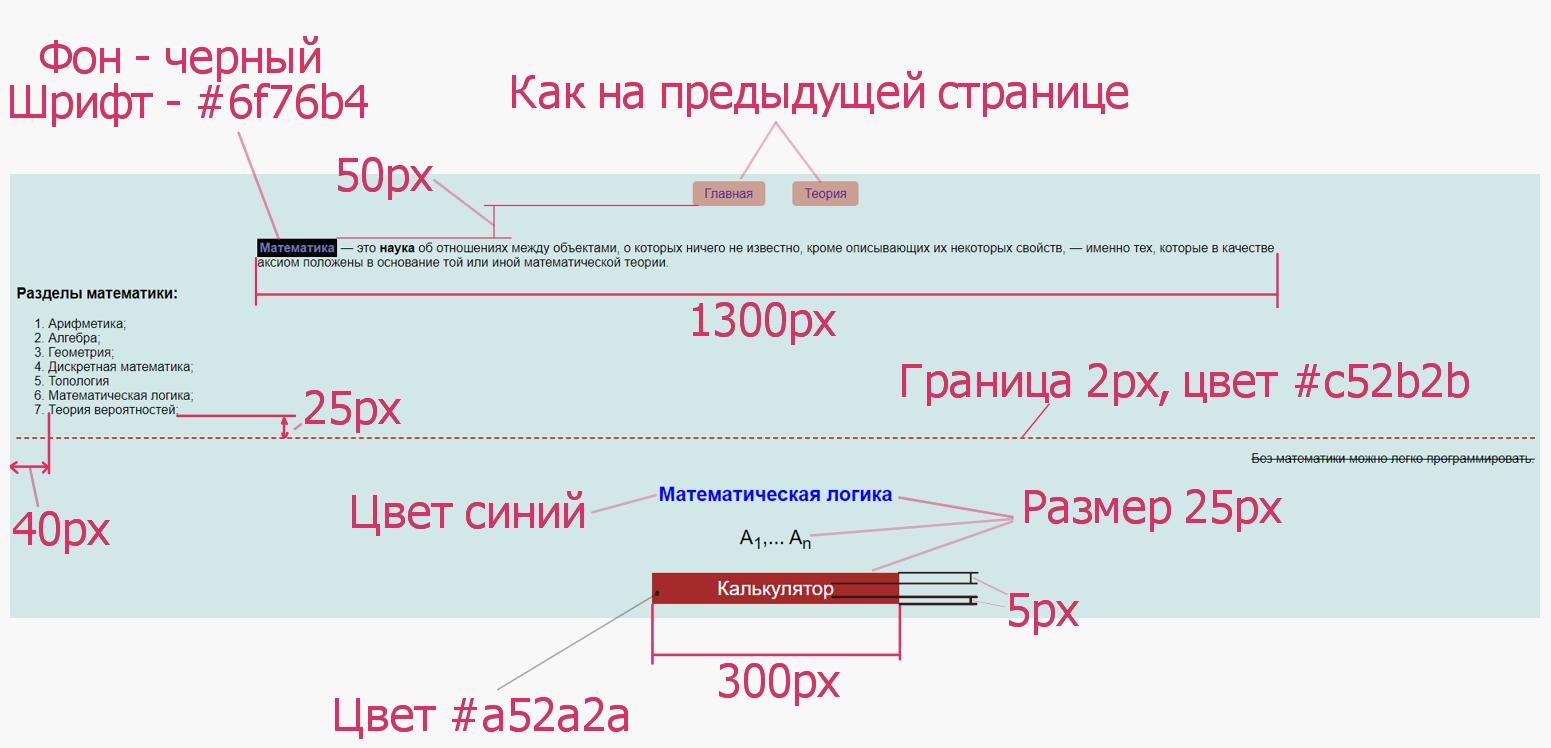 Фон - черный
Шрифт - #6f76b4
Как на предыдущей странице
50px
Главная
Теория
Математика — это наука об отношениях между объектами, о которых ничего не известно, кроме описывающих их некоторых свойств, — именно тех, которые в качестве
аксиом положены в основание той или иной математической теории.
Разделы математики:
1300px
1. Арифметика;
2. Алгебра;
3. Геометрия;
4. Дискретная математика;
5. Топология
6. Математическая логика;
7. Теория вероятностей;
25px
Граница 2px, цвет #c52b2b
Без математики можно легко программировать.
40px
Цвет синий
Математическая логика
Размер 25px
A1,... An
Калькулятор
5px
300px
Цвет #a52a2a